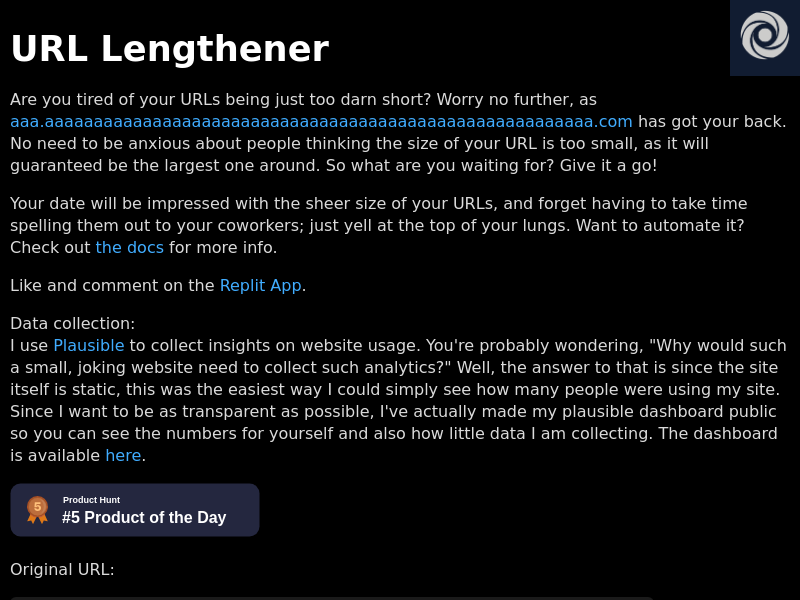 URL Lengthener
Are you tired of your URLs being just too darn short? Worry no further, as
aaa.aaaaaaaaaaaaaaaaaaaaaaaaaaaaaaaaaaaaaaaaaaaaaaaaaaaaaaaa.com has got your back.
No need to be anxious about people thinking the size of your URL is too small, as it will
guaranteed be the largest one around. So what are you waiting for? Give it a go!
Your date will be impressed with the sheer size of your URLs, and forget having to take time
spelling them out to your coworkers; just yell at the top of your lungs. Want to automate it?
Check out the docs for more info.
Like and comment on the Replit App.
Data collection:
I use Plausible to collect insights on website usage. You're probably wondering, "Why would such
a small, joking website need to collect such analytics?" Well, the answer to that is since the site
itself is static, this was the easiest way I could simply see how many people were using my site.
Since I want to be as transparent as possible, I've actually made my plausible dashboard public
so you can see the numbers for yourself and also how little data I am collecting. The dashboard
is available here.
5
Product Hunt
#5 Product of the Day
Original URL: